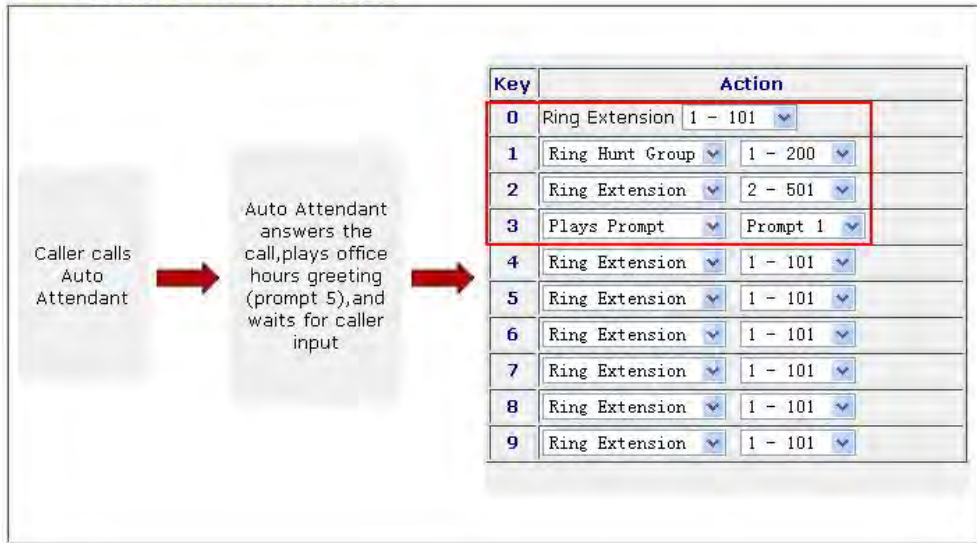 Caller calls
Auto
Attendant
Auto Attendant
answers the
call,plays office
hours greeting
(prompt 5),and
waits for caller
input
Key Action
0 Ring Extension 1 - 101
1 Ring Hunt Group 1 - 200
2 Ring Extension 2 - 501
3 Plays Prompt Prompt 1
4 Ring Extension 1 - 101
5 Ring Extension 1 - 101
6 Ring Extension 1 - 101
7 Ring Extension 1 - 101
8 Ring Extension 1 - 101
9 Ring Extension 1 - 101